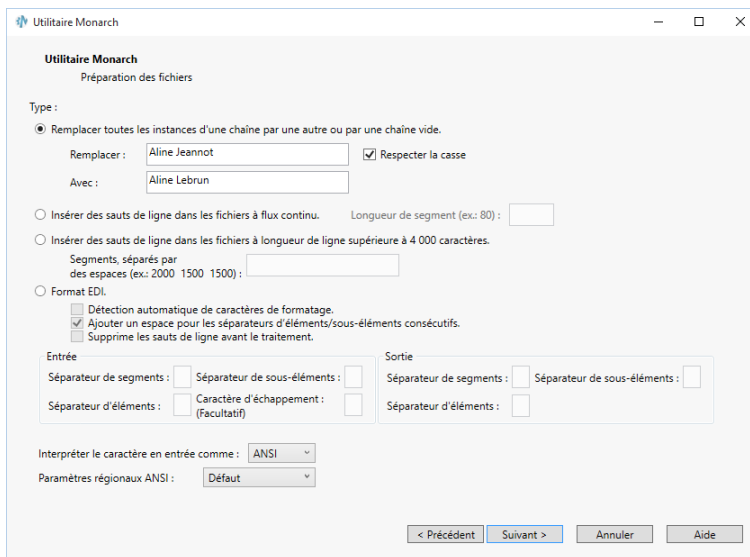 Utilitaire Monarch
Utilitaire Monarch
Préparation des fichiers
Type :
Remplacer toutes les instances d'une chaîne par une autre ou par une chaîne vide.
Remplacer : Aline Jeannot Respecter la casse
Avec : Aline Lebrun
Insérer des sauts de ligne dans les fichiers à flux continu. Longueur de segment (ex.: 80) :
Insérer des sauts de ligne dans les fichiers à longueur de ligne supérieure à 4 000 caractères.
Segments, séparés par
des espaces (ex.: 2000 1500 1500) :
Format EDI.
Détection automatique de caractères de formatage.
Ajouter un espace pour les séparateurs d'éléments/sous-éléments consécutifs.
Supprime les sauts de ligne avant le traitement.
Entrée Sortie
Séparateur de segments : Séparateur de sous-éléments : Séparateur de segments : Séparateur de sous-éléments :
Séparateur d'éléments : Caractère d'échappement : Séparateur d'éléments :
(Facultatif)
Interpréter le caractère en entrée comme : ANSI
Paramètres régionaux ANSI : Défaut
< Précédent Suivant > Annuler Aide